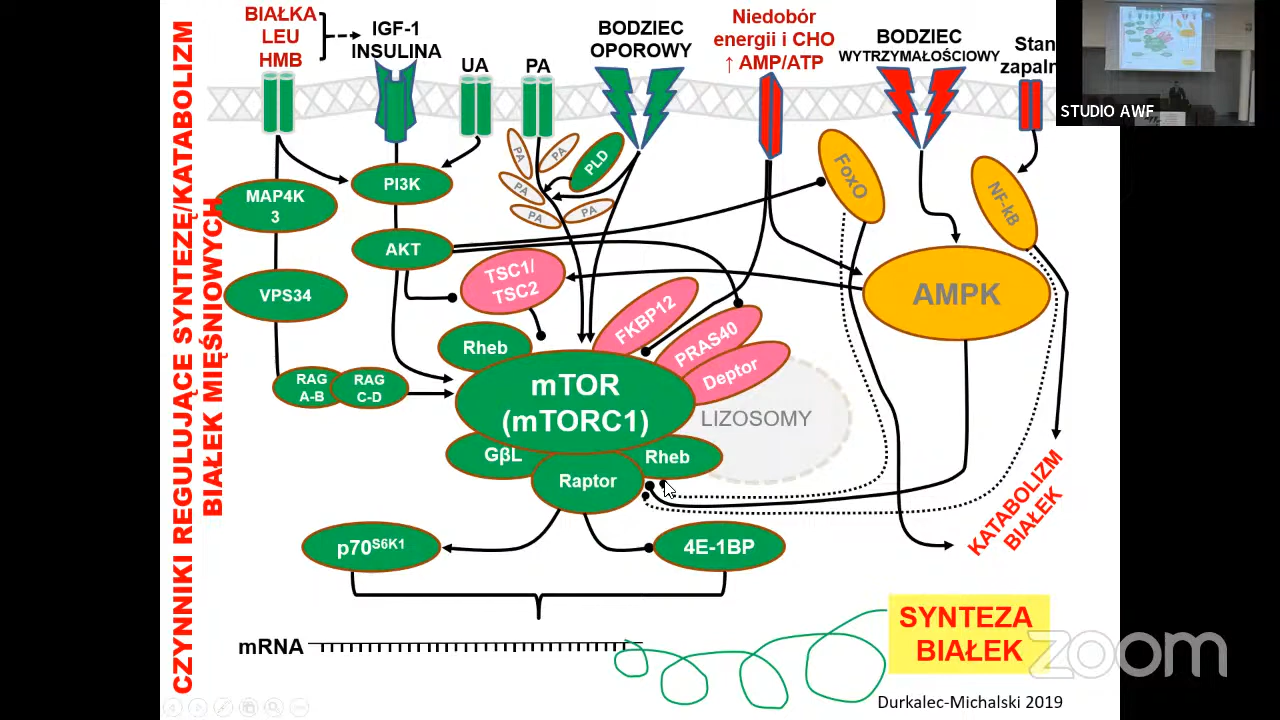 CZYNNIKI REGULUJĄCE SYNTEZĘ/KATABOLIZM
BIAŁEK MIĘŚNIOWYCH
BIAŁKA
LEU
HMB
IGF-1
INSULINA
UA
PA
BODZIEC
OPOROWY
Niedobór
energii i CHO
↑ AMP/ATP
BODZIEC
WYTRZYMAŁOŚCIOWY
Stan
zapaln
STUDIO AWF
PA
PA
PLD
PA
PA
PA
FoxO
NF-kB
MAP4K
3
PI3K
AKT
VPS34
TSC1/
TSC2
AMPK
FKBP12
PRAS40
Deptor
Rheb
RAG
A-B
RAG
C-D
mTOR
(mTORC1)
LIZOSOMY
GβL
Raptor
Rheb
KATABOLIZM
BIAŁEK
p70S6K1
4E-1BP
mRNA
SYNTEZA
BIAŁEK
zoom
Durkalec-Michalski 2019